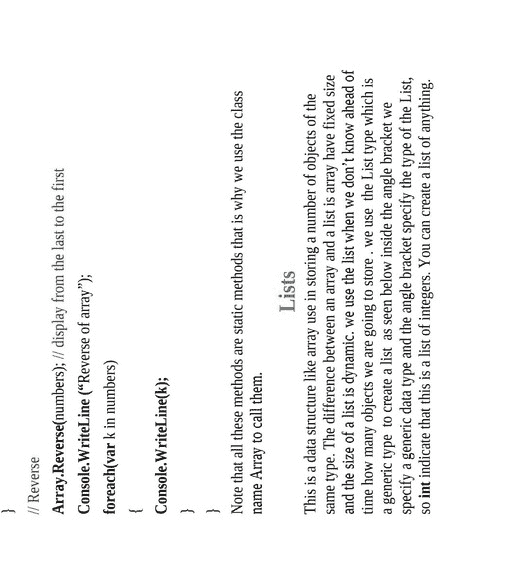 }
// Reverse
Array.Reverse(numbers); // display from the last to the first
Console.WriteLine (“Reverse of array”);
foreach(var k in numbers)
{
Console.WriteLine(k);
}
}
Note that all these methods are static methods that is why we use the class
name Array to call them.
Lists
This is a data structure like array use in storing a number of objects of the
same type. The difference between an array and a list is array have fixed size
and the size of a list is dynamic. we use the list when we don’t know ahead of
time how many objects we are going to store . we use the List type which is
a generic type to create a list as seen below inside the angle bracket we
specify a generic data type and the angle bracket specify the type of the List,
so int indicate that this is a list of integers. You can create a list of anything.